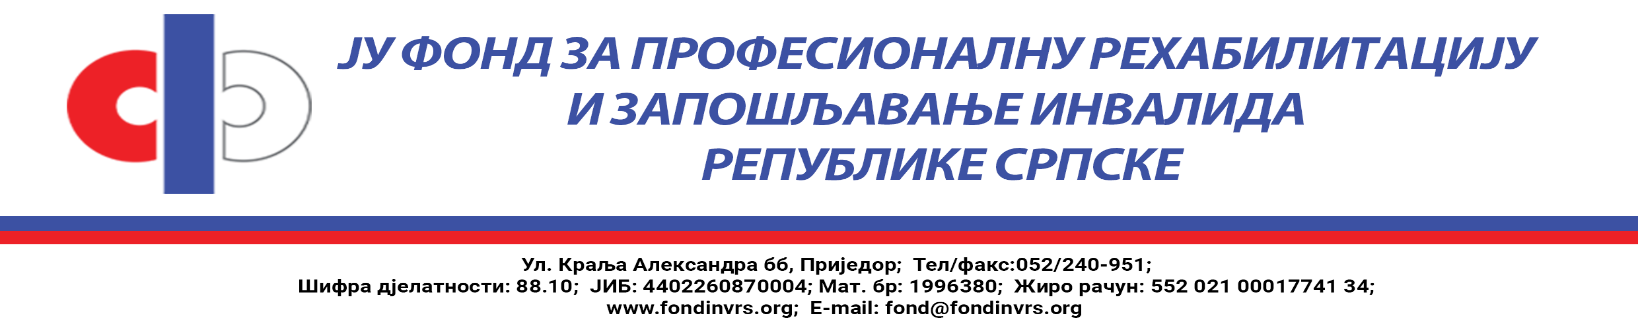 ЈУ ФОНД ЗА ПРОФЕСИОНАЛНУ РЕХАБИЛИТАЦИЈУ
И ЗАПОШЉАВАЊЕ ИНВАЛИДА
РЕПУБЛИКЕ СРПСКЕ
Ул. Краља Александра бб, Приједор; Тел/факс:052/240-951;
Шифра дјелатности: 88.10; ЈИБ: 4402260870004; Мат. бр: 1996380; Жиро рачун: 552 021 00017741 34;
www.fondinvrs.org; E-mail: fond@fondinvrs.org